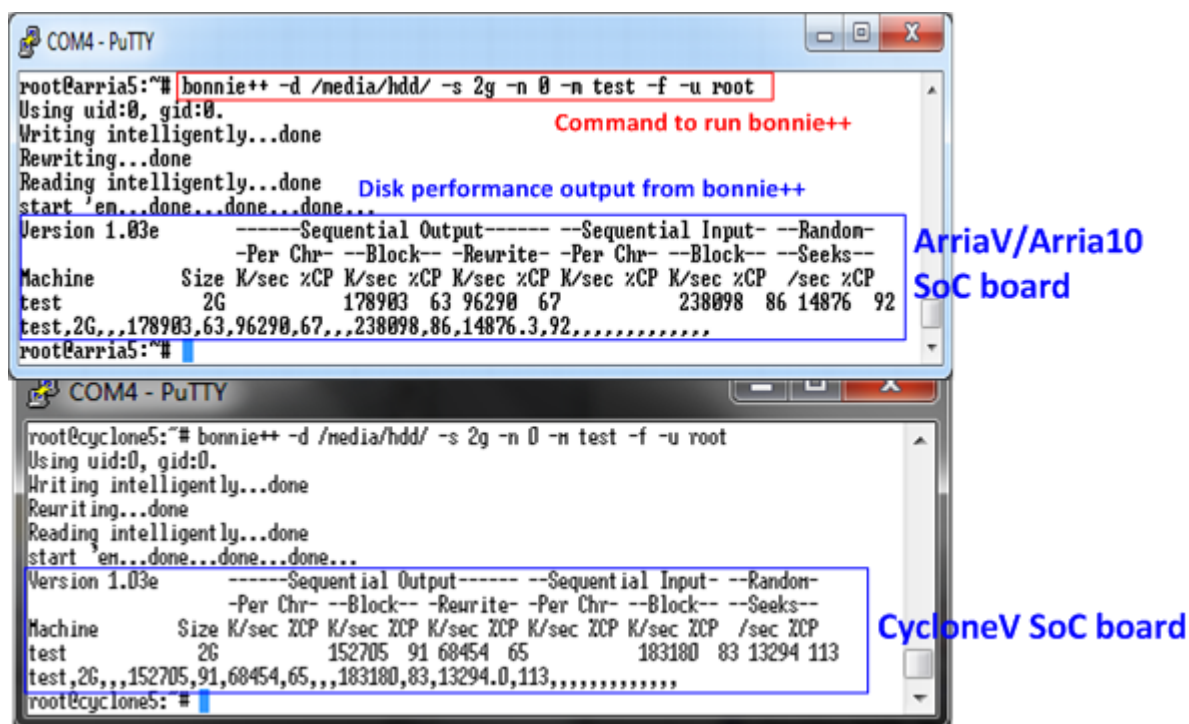 COM4 - PuTTY
root@arria5:~# bonnie++ -d /media/hdd/ -s 2g -n 0 -m test -f -u root
Using uid:0, gid:0.
Command to run bonnie++
Writing intelligently...done
Rewriting...done
Reading intelligently...done
Disk performance output from bonnie++
start 'em...done...done...done...
Version 1.03e ------Sequential Output------ --Sequential Input- --Random-
-Per Chr- --Block-- -Rewrite- -Per Chr- --Block-- --Seeks--
Machine Size K/sec %CP K/sec %CP K/sec %CP K/sec %CP K/sec %CP /sec %CP
test 2G 178903 63 96290 67 238098 86 14876 92
test,2G,,,178903,63,96290,67,,,238098,86,14876.3,92,,,,,,,,,,,,,
root@arria5:~#
ArriaV/Arria10
SoC board
COM4 - PuTTY
root@cyclone5:~# bonnie++ -d /media/hdd/ -s 2g -n 0 -m test -f -u root
Using uid:0, gid:0.
Writing intelligently...done
Rewriting...done
Reading intelligently...done
start 'em...done...done...done...
Version 1.03e ------Sequential Output------ --Sequential Input- --Random-
-Per Chr- --Block-- -Rewrite- -Per Chr- --Block-- --Seeks--
Machine Size K/sec %CP K/sec %CP K/sec %CP K/sec %CP K/sec %CP /sec %CP
test 2G 152705 91 68454 65 183180 83 13294 113
test,2G,,,152705,91,68454,65,,,183180,83,13294.0,113,,,,,,,,,,,,,
root@cyclone5:~#
CycloneV SoC board